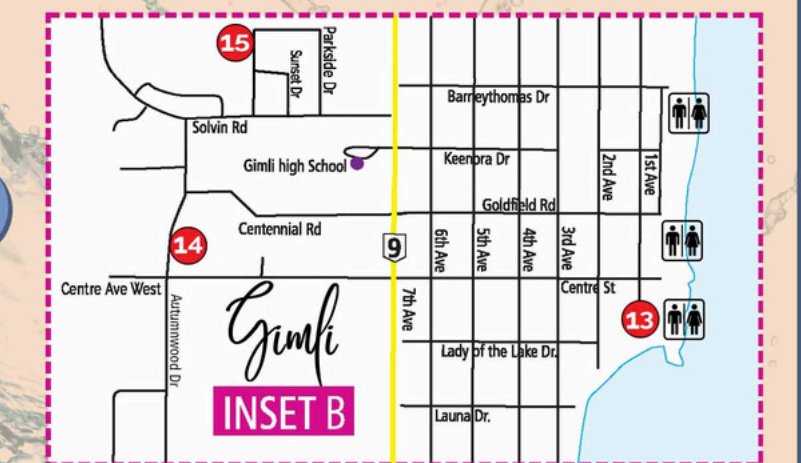 15
Parkside Dr
Sunset Dr
Barneythomas Dr
Solvin Rd
Gimli high School
Keenora Dr
2nd Ave
1st Ave
Goldfield Rd
Centennial Rd
14
9
6th Ave
5th Ave
4th Ave
3rd Ave
Centre Ave West
Centre St
Autumnwood Dr
7th Ave
13
Gimli
Lady of the Lake Dr.
INSET B
Launa Dr.